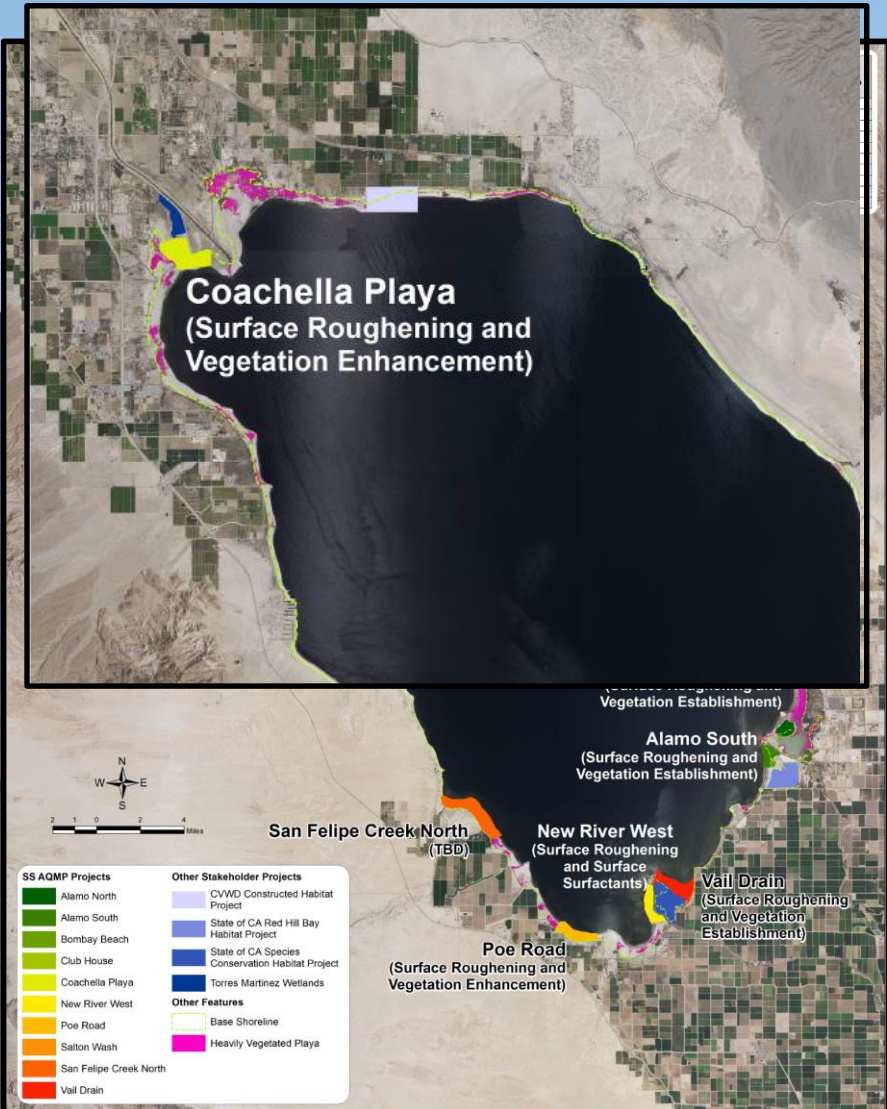 Coachella Playa
(Surface Roughening and
Vegetation Enhancement)
(Surface Roughening and
Vegetation Establishment)
Alamo South
(Surface Roughening and
Vegetation Establishment)
N
W E
S
2 1 0 4
Miles
San Felipe Creek North
(TBD)
New River West
(Surface Roughening
and Surface
Surfactants)
Vail Drain
(Surface Roughening
and Vegetation
Establishment)
Poe Road
(Surface Roughening and
Vegetation Enhancement)
SS AQMP Projects
Alamo North
Alamo South
Bombay Beach
Club House
Coachella Playa
New River West
Poe Road
Salton Wash
San Felipe Creek North
Vail Drain
Other Stakeholder Projects
CVWD Constructed Habitat
Project
State of CA Red Hill Bay
Habitat Project
State of CA Species
Conservation Habitat Project
Torres Martinez Wetlands
Other Features
Base Shoreline
Heavily Vegetated Playa